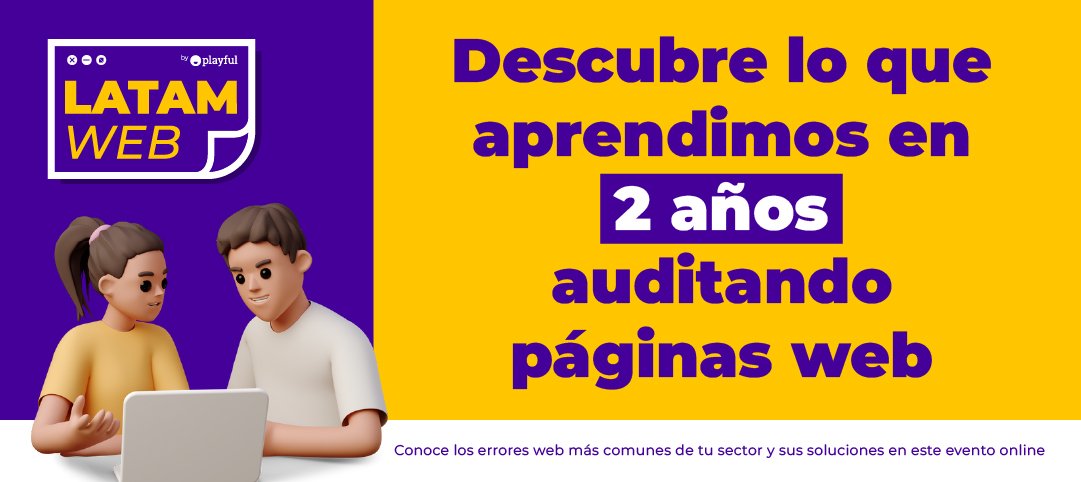 by playful
LATAM
WEB
Descubre lo que
aprendimos en
2 años
auditando
páginas web
Conoce los errores web más comunes de tu sector y sus soluciones en este evento online